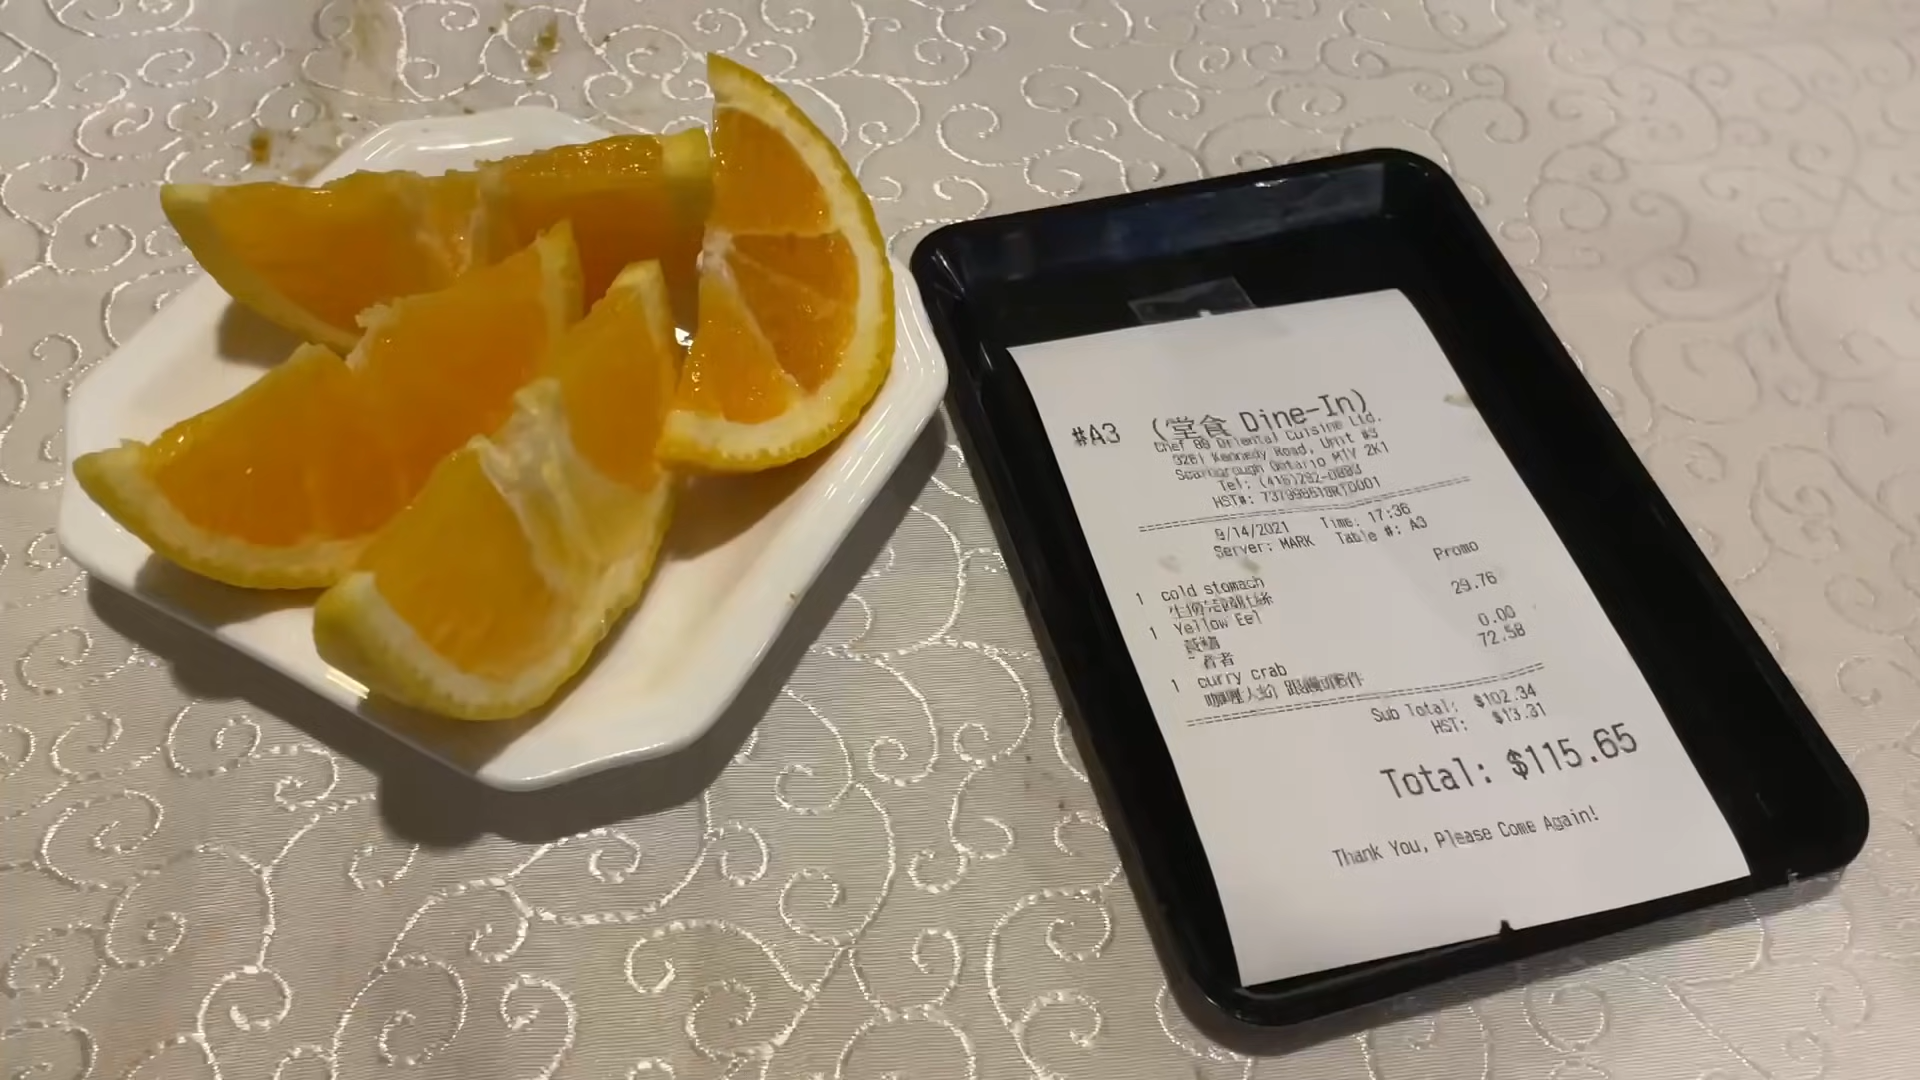 #A3 (堂食 Dine-In)
Chef 89 Oriental Cuisine Ltd.
3261 Kennedy Road, Unit #3
Scarborough Ontario M1V 2K1
Tel: (416)292-
HST#:
9/14/2021 Time: 17:36
Server: MARK Table #: A3
Promo
1 cold stomach 29.76
1 Yellow Eel 0.00
黃鱔
72.58
1 curry crab
Sub Total: $102.34
HST: $13.31
Total: $115.65
Thank You, Please Come Again!